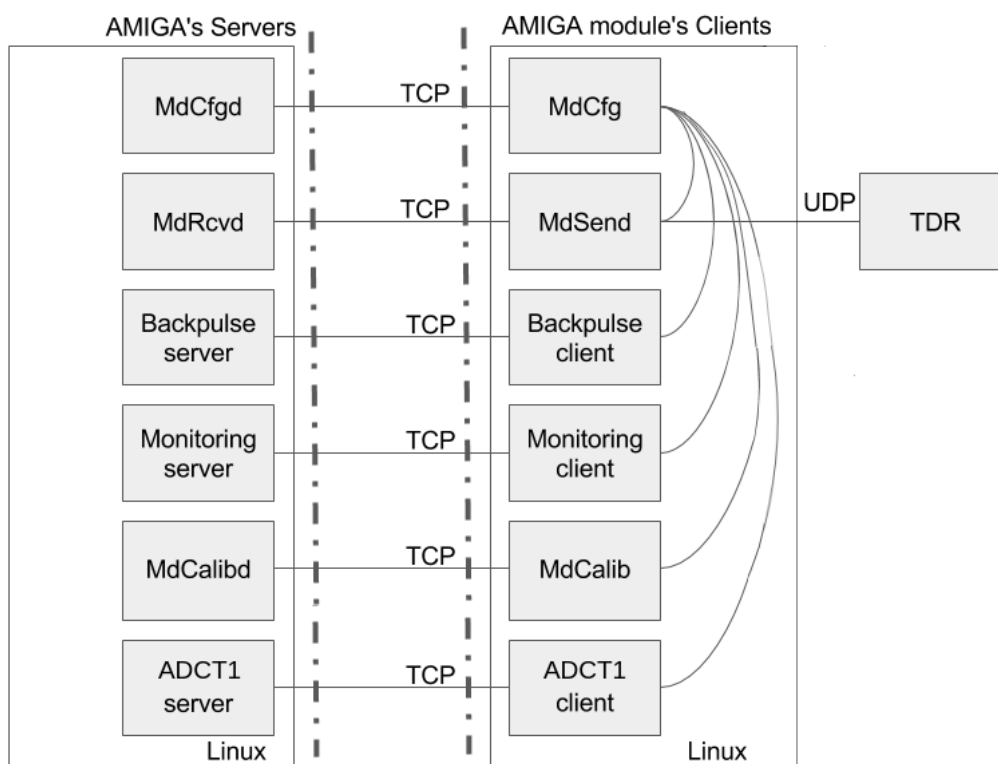 AMIGA's Servers
AMIGA module's Clients
MdCfgd
TCP
MdCfg
MdRcvd
TCP
MdSend
UDP
TDR
Backpulse
server
TCP
Backpulse
client
Monitoring
server
TCP
Monitoring
client
MdCalibd
TCP
MdCalib
ADCT1
server
TCP
ADCT1
client
Linux
Linux